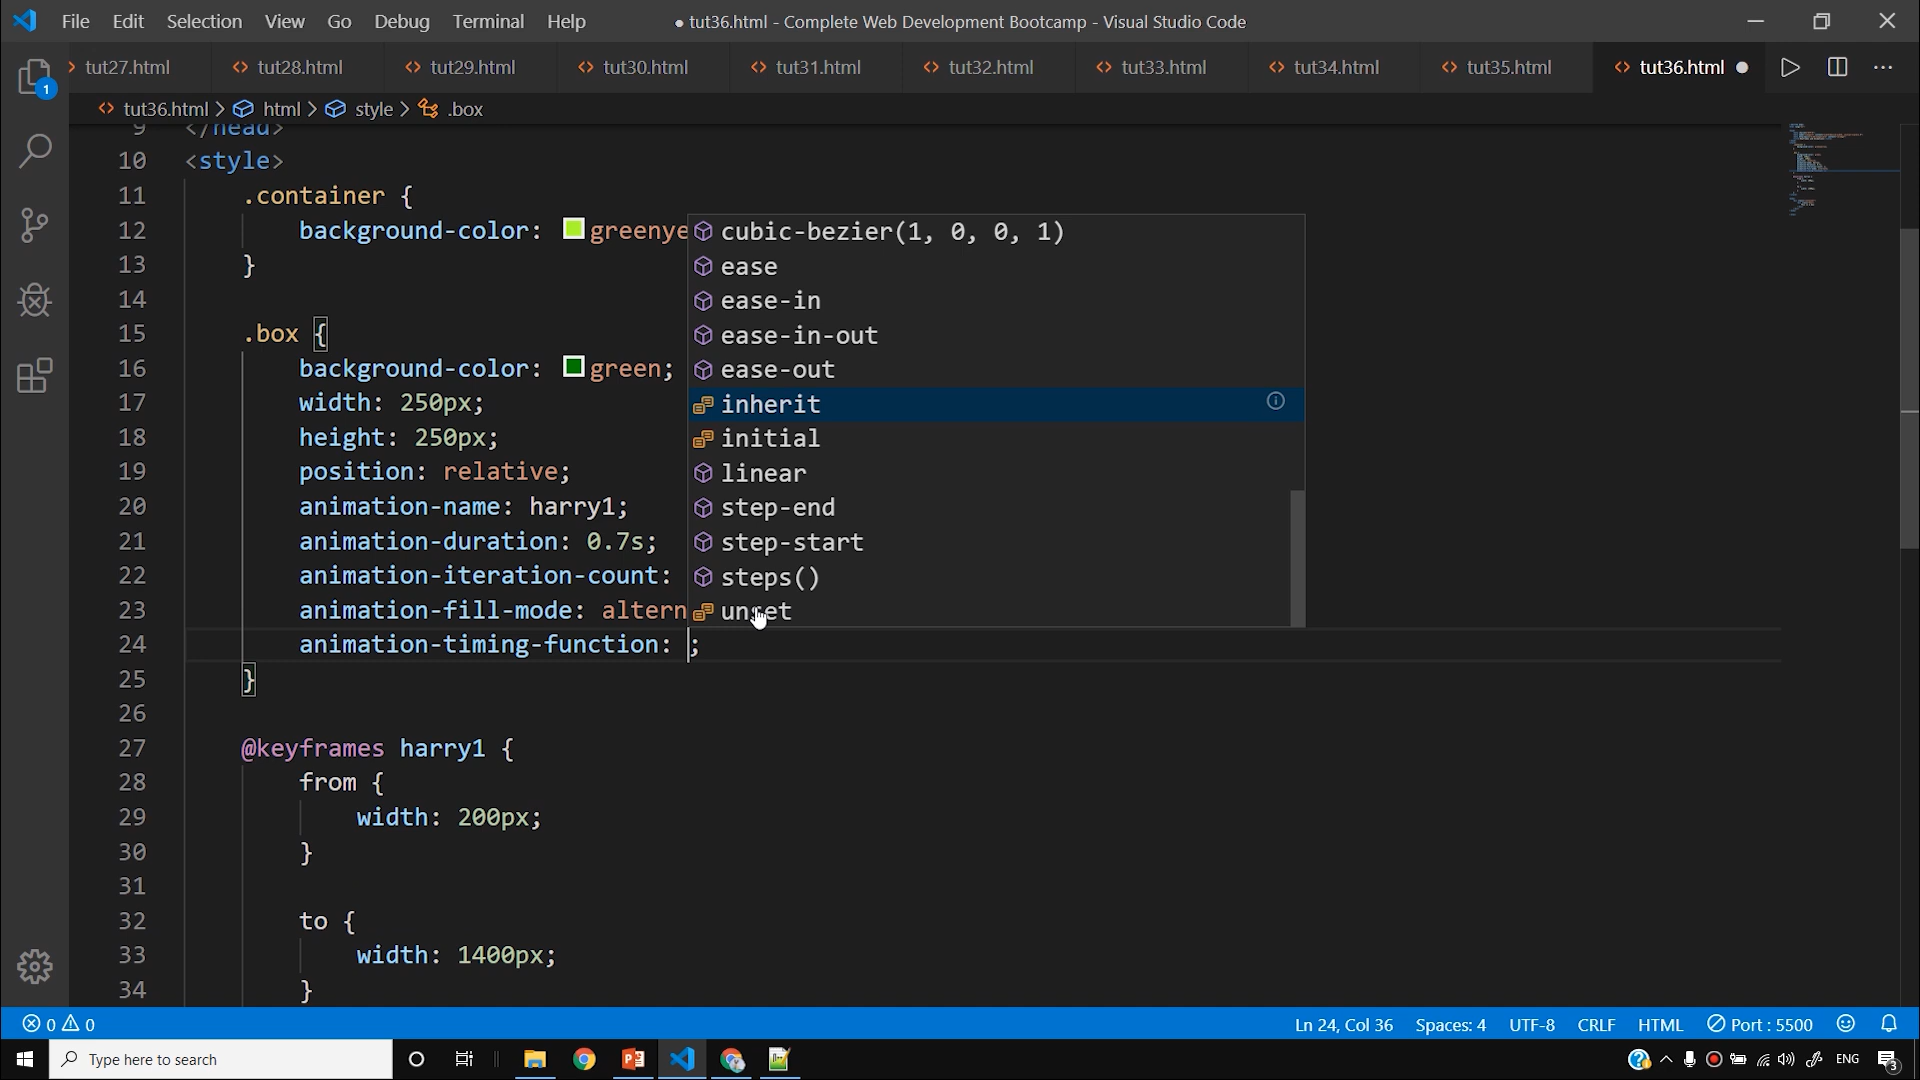 File Edit Selection View Go Debug Terminal Help ● tut36.html - Complete Web Development Bootcamp - Visual Studio Code
tut27.html tut28.html tut29.html tut30.html tut31.html tut32.html tut33.html tut34.html tut35.html tut36.html
1
tut36.html > html > style > .box
9 </head>
10 <style>
11 .container {
12 background-color: greenye
13 }
14
15 .box {
16 background-color: green;
17 width: 250px;
18 height: 250px;
19 position: relative;
20 animation-name: harry1;
21 animation-duration: 0.7s;
22 animation-iteration-count:
23 animation-fill-mode: altern
24 animation-timing-function: ;
25 }
26
27 @keyframes harry1 {
28 from {
29 width: 200px;
30 }
31
32 to {
33 width: 1400px;
34 }
cubic-bezier(1, 0, 0, 1)
ease
ease-in
ease-in-out
ease-out
inherit
initial
linear
step-end
step-start
steps()
unset
0 0 Ln 24, Col 36 Spaces: 4 UTF-8 CRLF HTML Port : 5500
Type here to search ENG 3